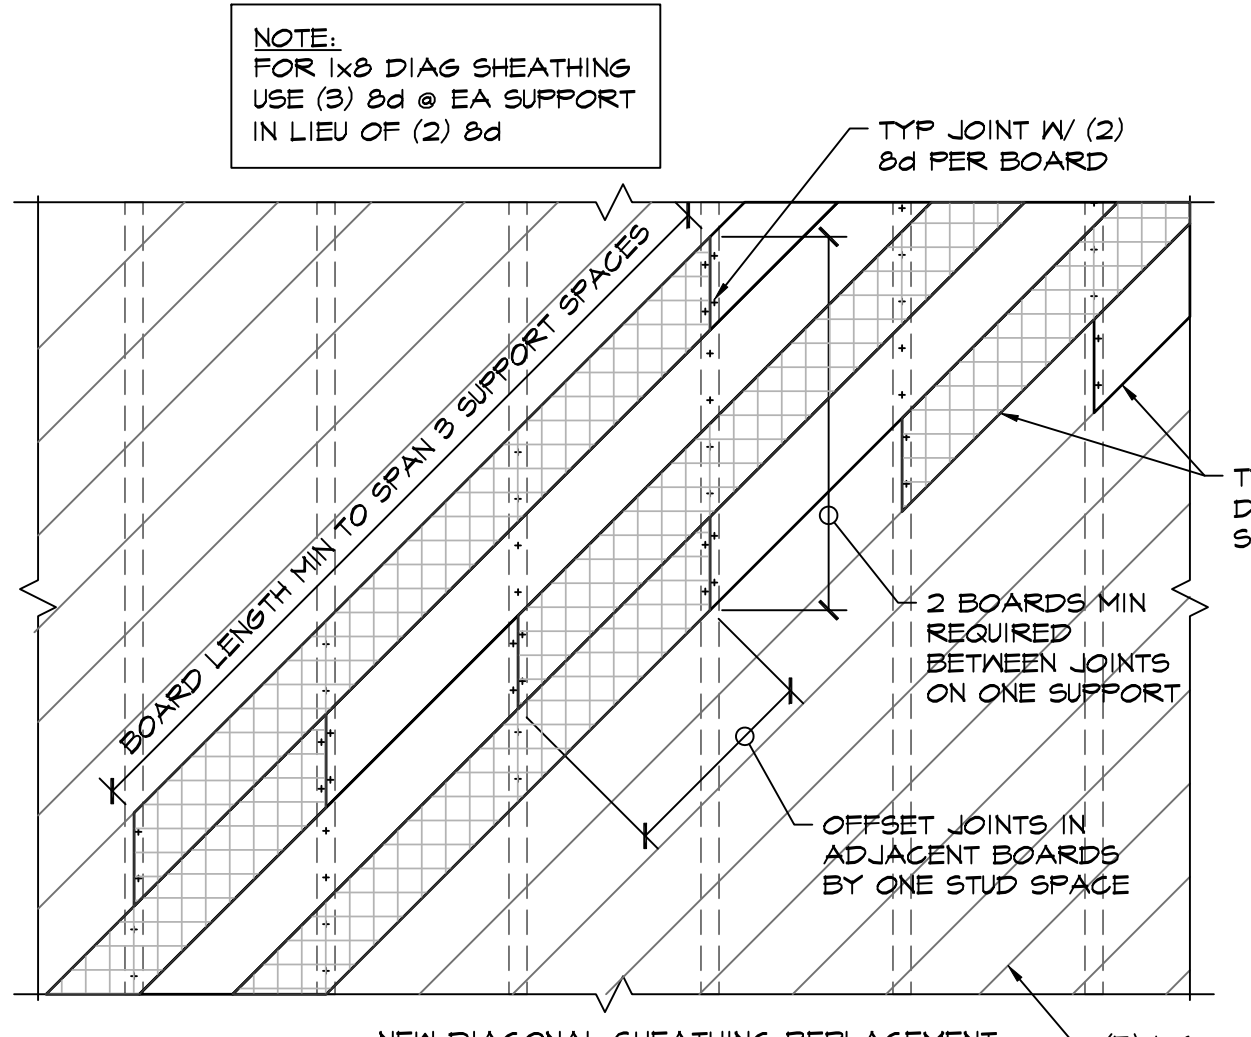 NOTE:
FOR 1x8 DIAG SHEATHING
USE (3) 8d @ EA SUPPORT
IN LIEU OF (2) 8d
TYP JOINT W/ (2)
8d PER BOARD
BOARD LENGTH MIN TO SPAN 3 SUPPORT SPACES
2 BOARDS MIN
REQUIRED
BETWEEN JOINTS
ON ONE SUPPORT
OFFSET JOINTS IN
ADJACENT BOARDS
BY ONE STUD SPACE
NEW DIAGONAL SHEATHING REPLACEMENT